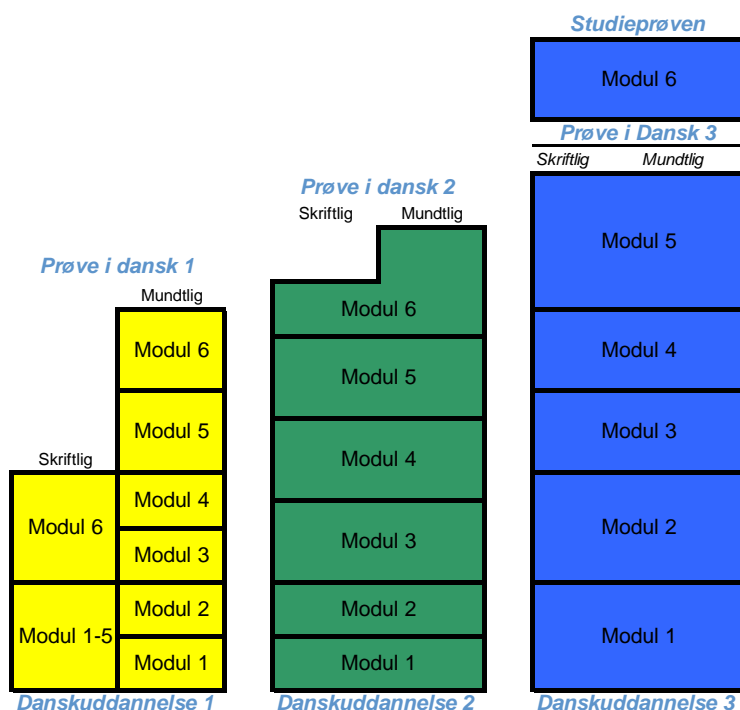 Studieprøven
Modul 6
Prøve i Dansk 3
Skriftlig Mundtlig
Modul 5
Modul 4
Modul 3
Modul 2
Modul 1
Danskuddannelse 3
Prøve i dansk 2
Skriftlig Mundtlig
Modul 6
Modul 5
Modul 4
Modul 3
Modul 2
Modul 1
Danskuddannelse 2
Prøve i dansk 1
Mundtlig
Modul 6
Modul 5
Modul 4
Modul 3
Modul 2
Modul 1
Skriftlig
Modul 6
Modul 1-5
Danskuddannelse 1